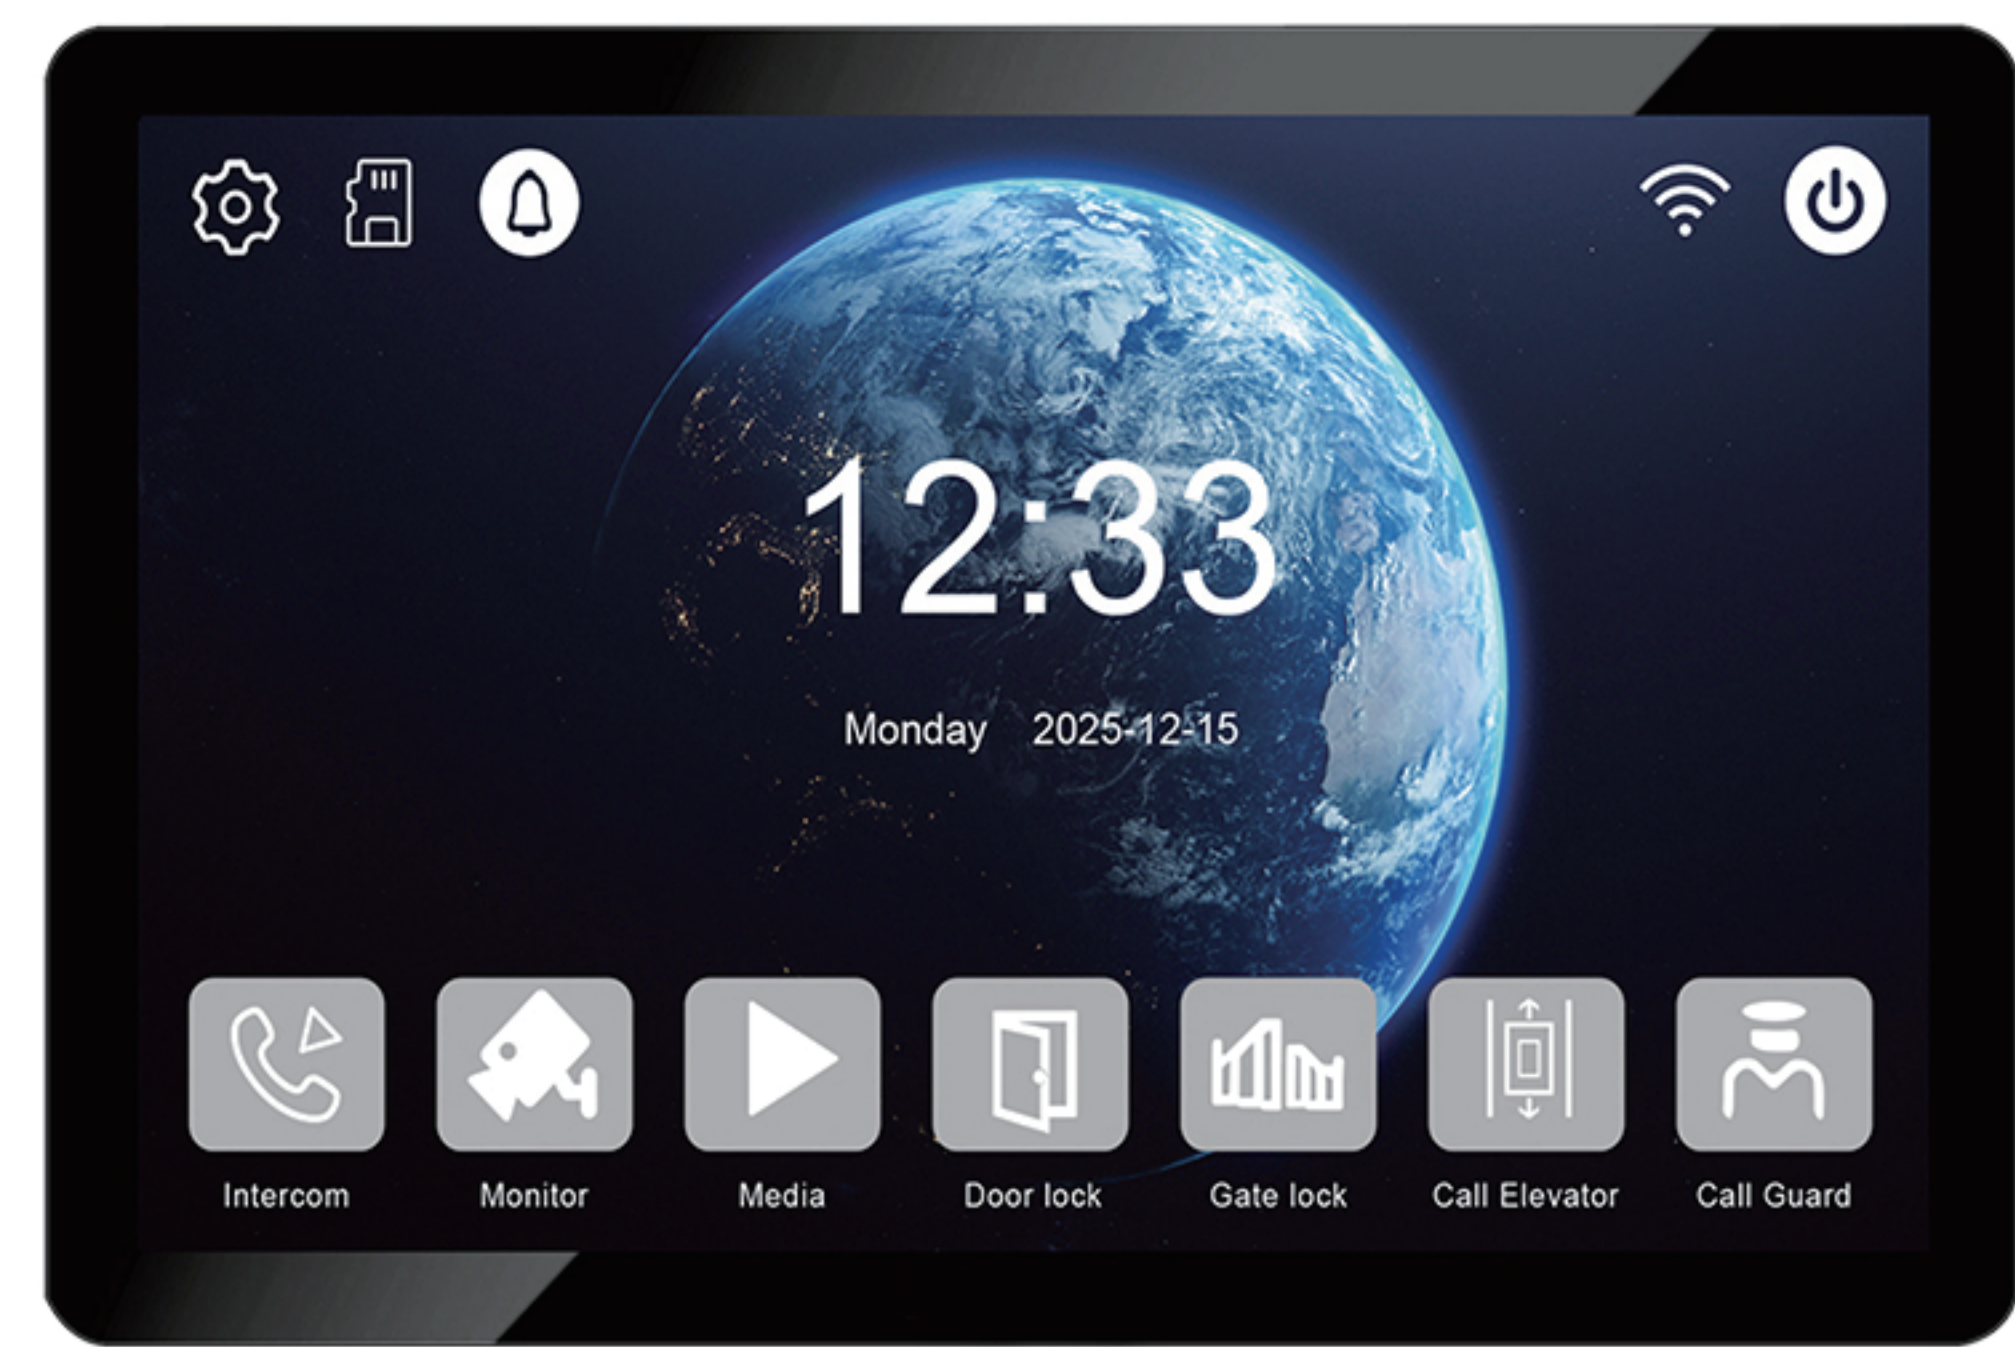 12:33
Monday 2025-12-15
Intercom Monitor Media Door lock Gate lock Call Elevator Call Guard